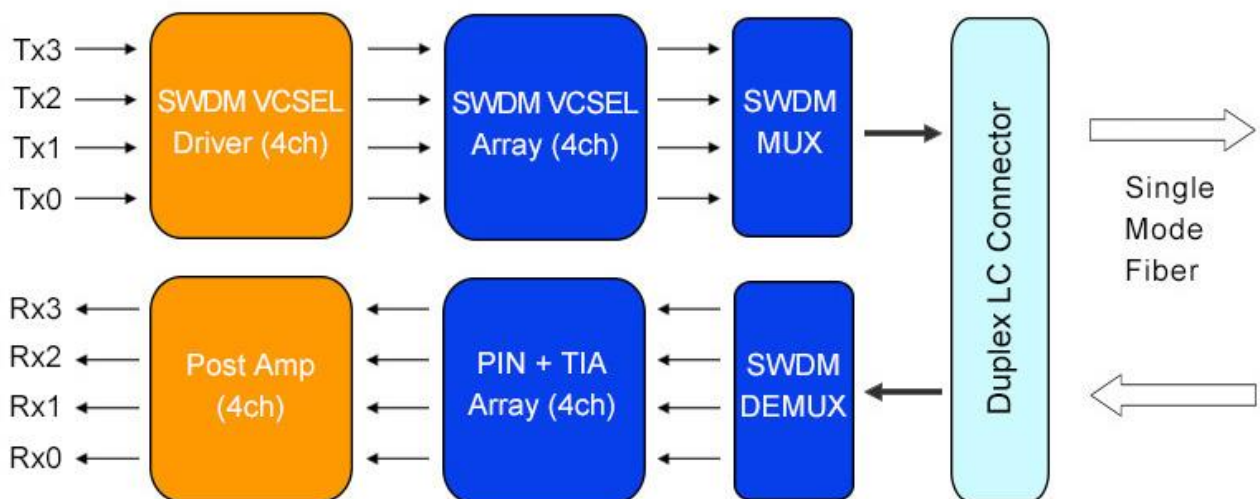 Tx3
Tx2
Tx1
Tx0
SWDM VCSEL
Driver (4ch)
SWDM VCSEL
Array (4ch)
SWDM
MUX
Duplex LC Connector
Single
Mode
Fiber
Rx3
Rx2
Rx1
Rx0
Post Amp
(4ch)
PIN + TIA
Array (4ch)
SWDM
DEMUX